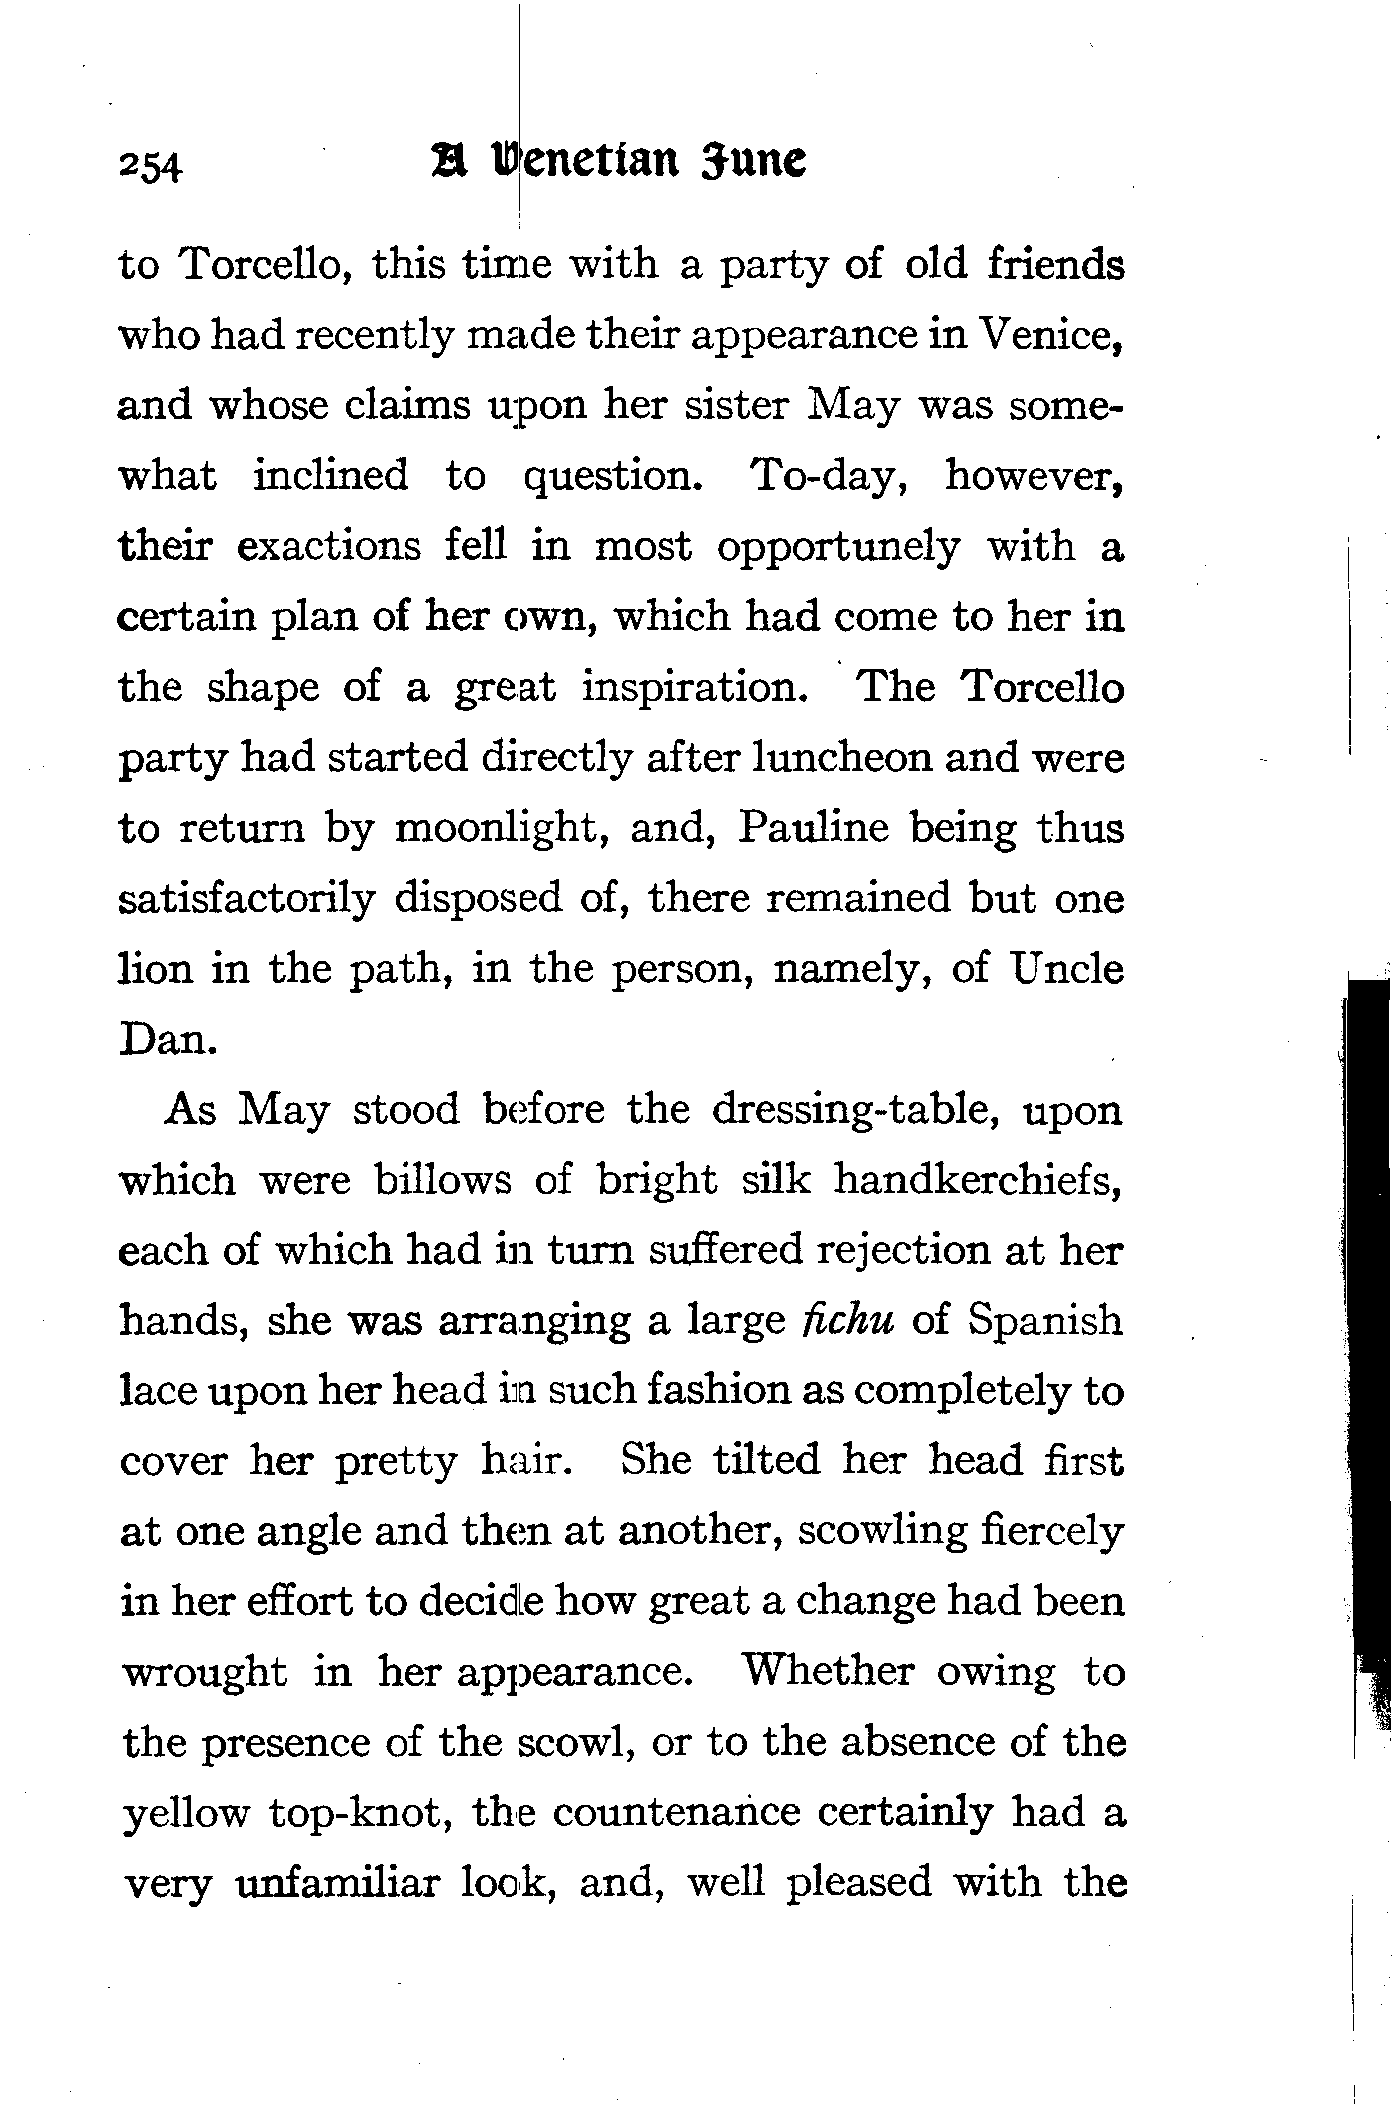 254 A Venetian June
to Torcello, this time with a party of old friends
who had recently made their appearance in Venice,
and whose claims upon her sister May was some-
what inclined to question. To-day, however,
their exactions fell in most opportunely with a
certain plan of her own, which had come to her in
the shape of a great inspiration. The Torcello
party had started directly after luncheon and were
to return by moonlight, and, Pauline being thus
satisfactorily disposed of, there remained but one
lion in the path, in the person, namely, of Uncle
Dan.
As May stood before the dressing-table, upon
which were billows of bright silk handkerchiefs,
each of which had in turn suffered rejection at her
hands, she was arranging a large fichu of Spanish
lace upon her head in such fashion as completely to
cover her pretty hair. She tilted her head first
at one angle and then at another, scowling fiercely
in her effort to decide how great a change had been
wrought in her appearance. Whether owing to
the presence of the scowl, or to the absence of the
yellow top-knot, the countenance certainly had a
very unfamiliar look, and, well pleased with the